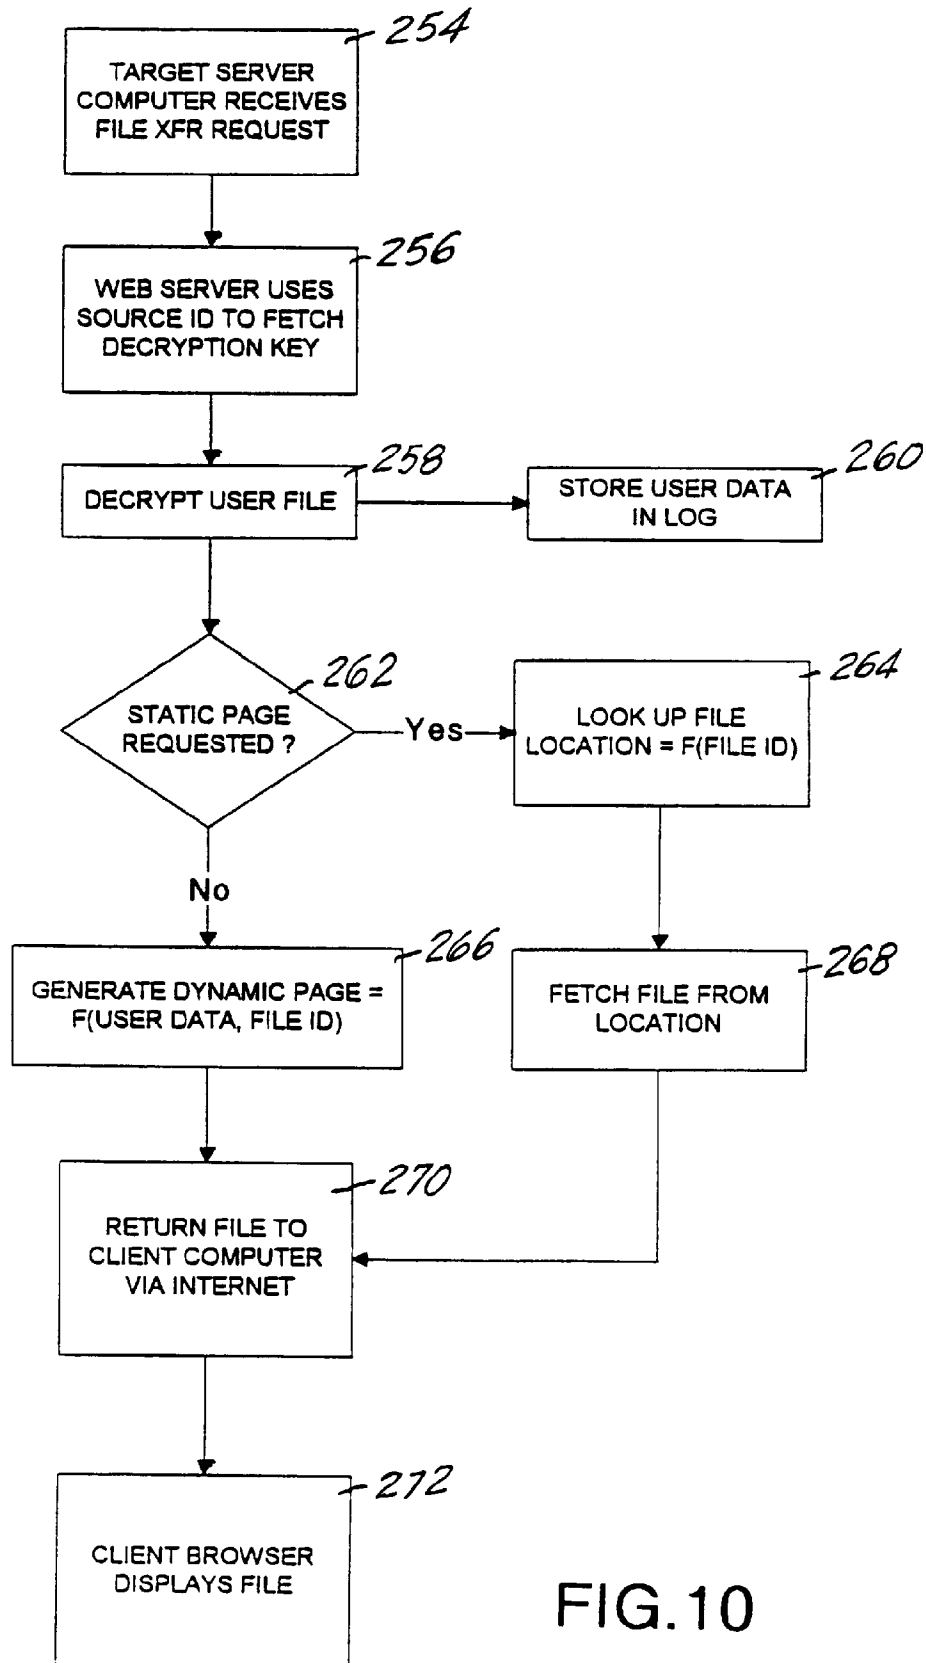 254
TARGET SERVER
COMPUTER RECEIVES
FILE XFR REQUEST
256
WEB SERVER USES
SOURCE ID TO FETCH
DECRYPTION KEY
258
DECRYPT USER FILE
260
STORE USER DATA
IN LOG
262
STATIC PAGE
REQUESTED ?
Yes
264
LOOK UP FILE
LOCATION = F(FILE ID)
No
266
GENERATE DYNAMIC PAGE =
F(USER DATA, FILE ID)
268
FETCH FILE FROM
LOCATION
270
RETURN FILE TO
CLIENT COMPUTER
VIA INTERNET
272
CLIENT BROWSER
DISPLAYS FILE
FIG.10